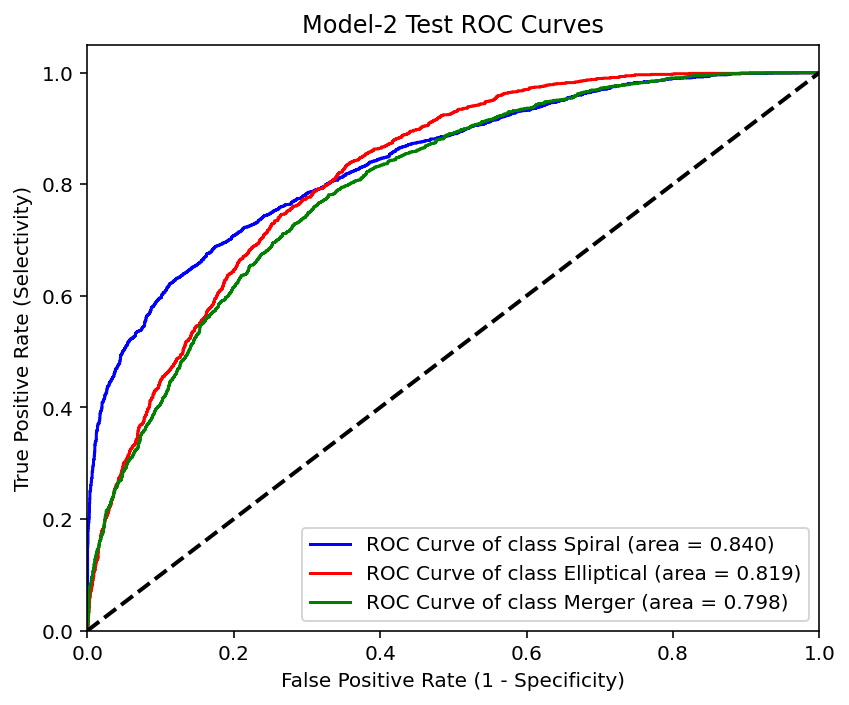 Model-2 Test ROC Curves
1.0
0.8
0.6
0.4
0.2
0.0
True Positive Rate (Selectivity)
ROC Curve of class Spiral (area = 0.840)
ROC Curve of class Elliptical (area = 0.819)
ROC Curve of class Merger (area = 0.798)
0.0 0.2 0.4 0.6 0.8 1.0
False Positive Rate (1 - Specificity)